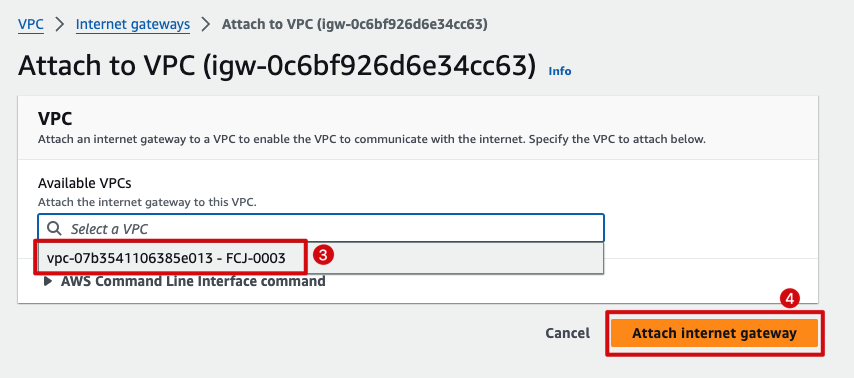 VPC > Internet gateways > Attach to VPC (igw-0c6bf926d6e34cc63)
Attach to VPC (igw-0c6bf926d6e34cc63) Info
VPC
Attach an internet gateway to a VPC to enable the VPC to communicate with the internet. Specify the VPC to attach below.
Available VPCs
Attach the internet gateway to this VPC.
Select a VPC
vpc-07b3541106385e013 - FCJ-0003 3
AWS Command Line Interface command
4
Cancel Attach internet gateway